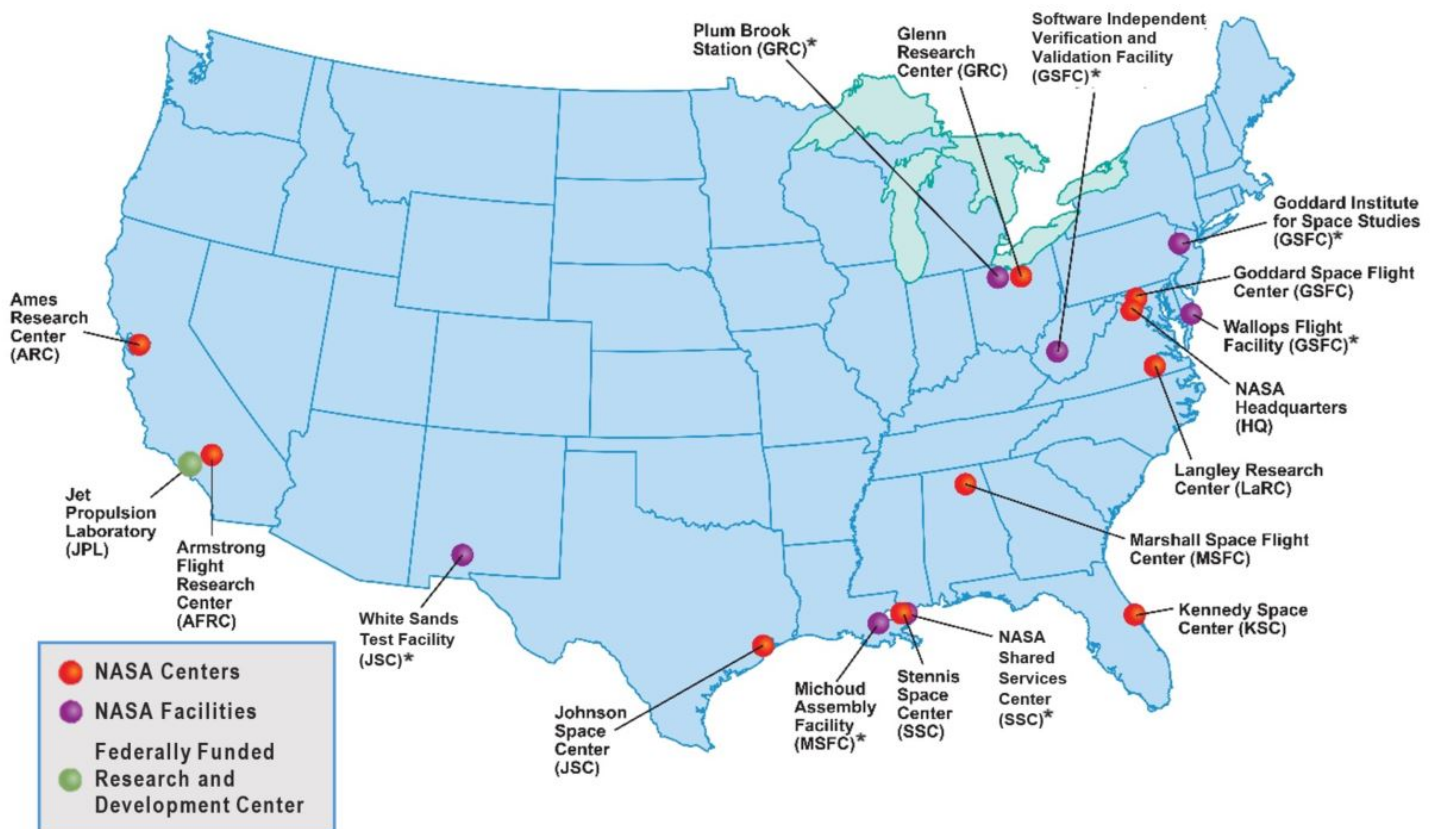 Plum Brook
Station (GRC)*
Glenn
Research
Center (GRC)
Software Independent
Verification and
Validation Facility
(GSFC)*
Goddard Institute
for Space Studies
(GSFC)*
Goddard Space Flight
Center (GSFC)
Wallops Flight
Facility (GSFC)*
NASA
Headquarters
(HQ)
Langley Research
Center (LaRC)
Marshall Space Flight
Center (MSFC)
Kennedy Space
Center (KSC)
Ames
Research
Center
(ARC)
Jet
Propulsion
Laboratory
(JPL)
Armstrong
Flight
Research
Center
(AFRC)
White Sands
Test Facility
(JSC)*
Johnson
Space
Center
(JSC)
Michoud
Assembly
Facility
(MSFC)*
Stennis
Space
Center
(SSC)
NASA
Shared
Services
Center
(SSC)*
NASA Centers
NASA Facilities
Federally Funded
Research and
Development Center